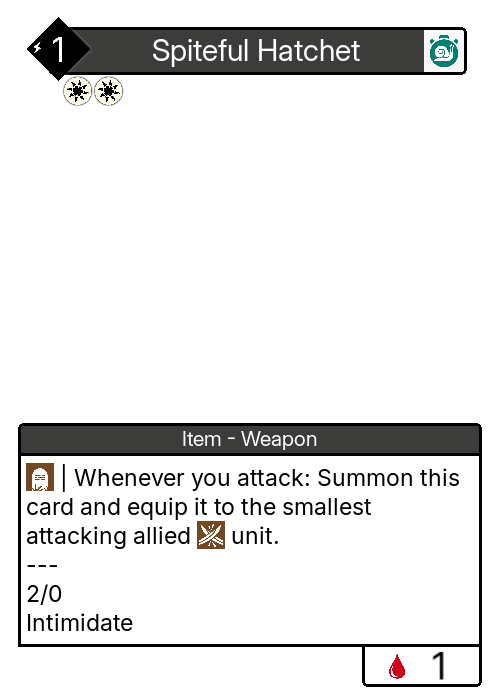 1
Spiteful Hatchet
Item - Weapon
| Whenever you attack: Summon this
card and equip it to the smallest
attacking allied unit.
---
2/0
Intimidate
1